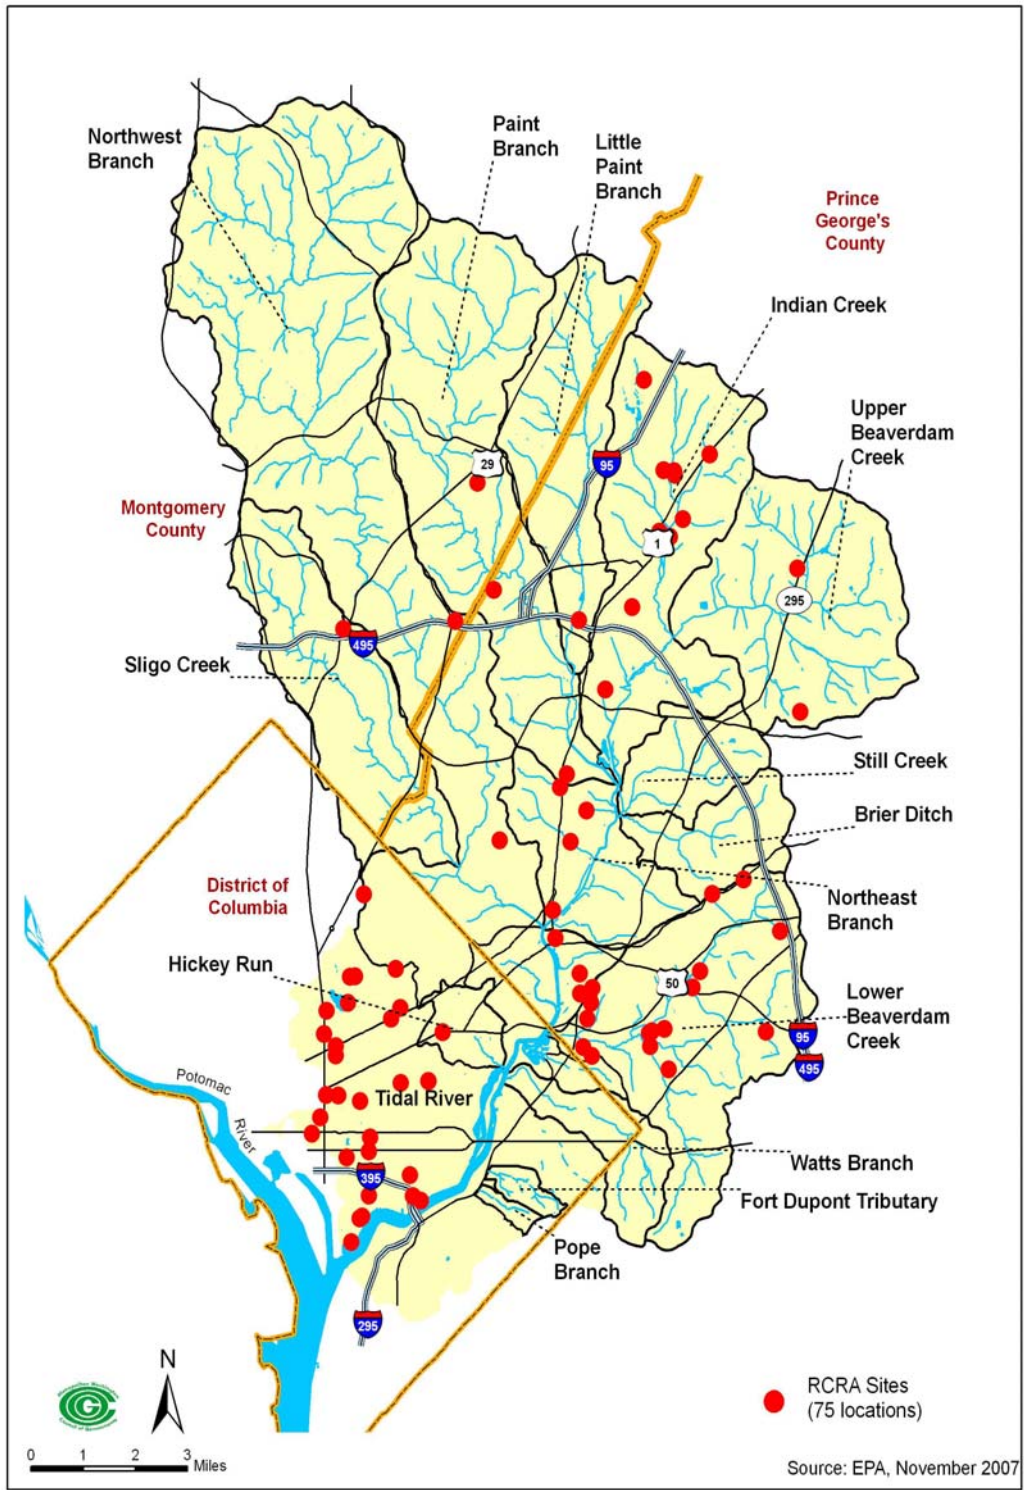 Northwest
Branch
Paint
Branch
Little
Paint
Branch
Prince
George's
County
Indian Creek
Upper
Beaverdam
Creek
29
95
Montgomery
County
1
295
495
Sligo Creek
Still Creek
Brier Ditch
District of
Columbia
Northeast
Branch
Hickey Run
50
Lower
Beaverdam
Creek
95
495
Potomac
River
Tidal River
395
Watts Branch
Fort Dupont Tributary
Pope
Branch
295
N
RCRA Sites
(75 locations)
0 1 2 3
Miles
Source: EPA, November 2007